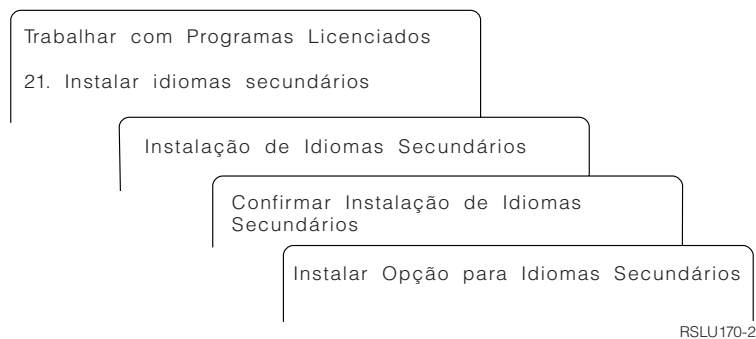 Trabalhar com Programas Licenciados
21. Instalar idiomas secundários
Instalação de Idiomas Secundários
Confirmar Instalação de Idiomas
Secundários
Instalar Opção para Idiomas Secundários
RSLU170-2